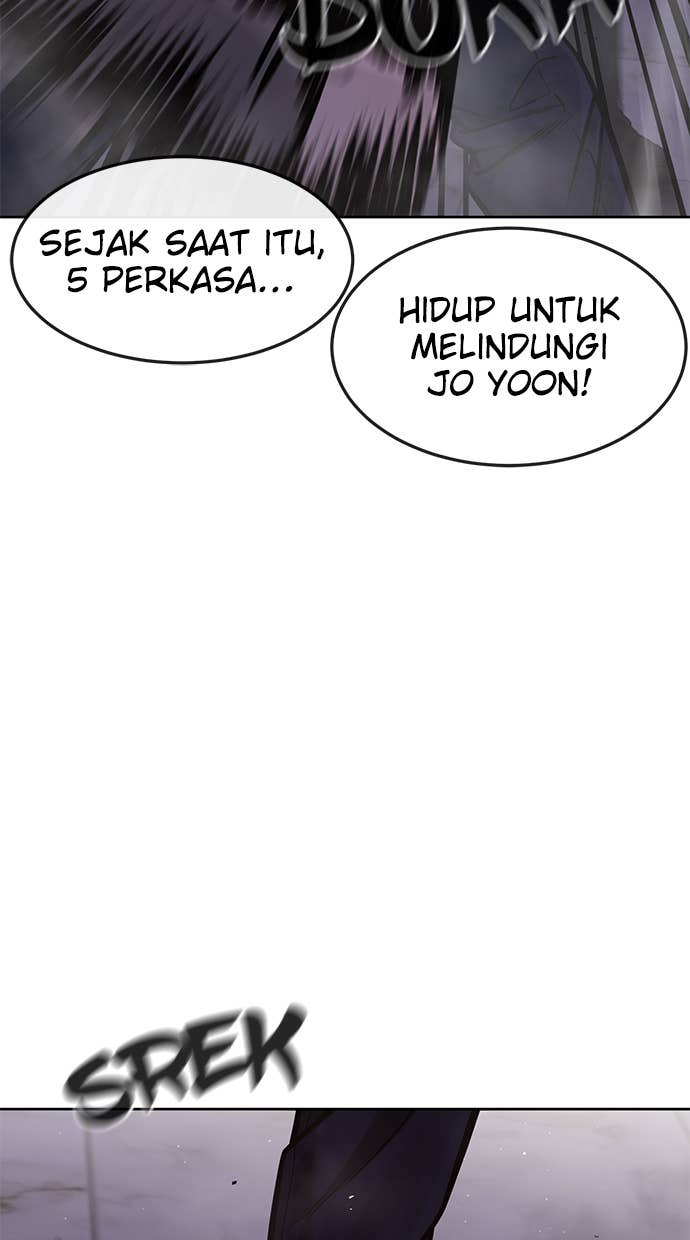 SEJAK SAAT ITU,
5 PERKASA...
HIDUP UNTUK
MELINDUNGI
JO YOON!
SREK